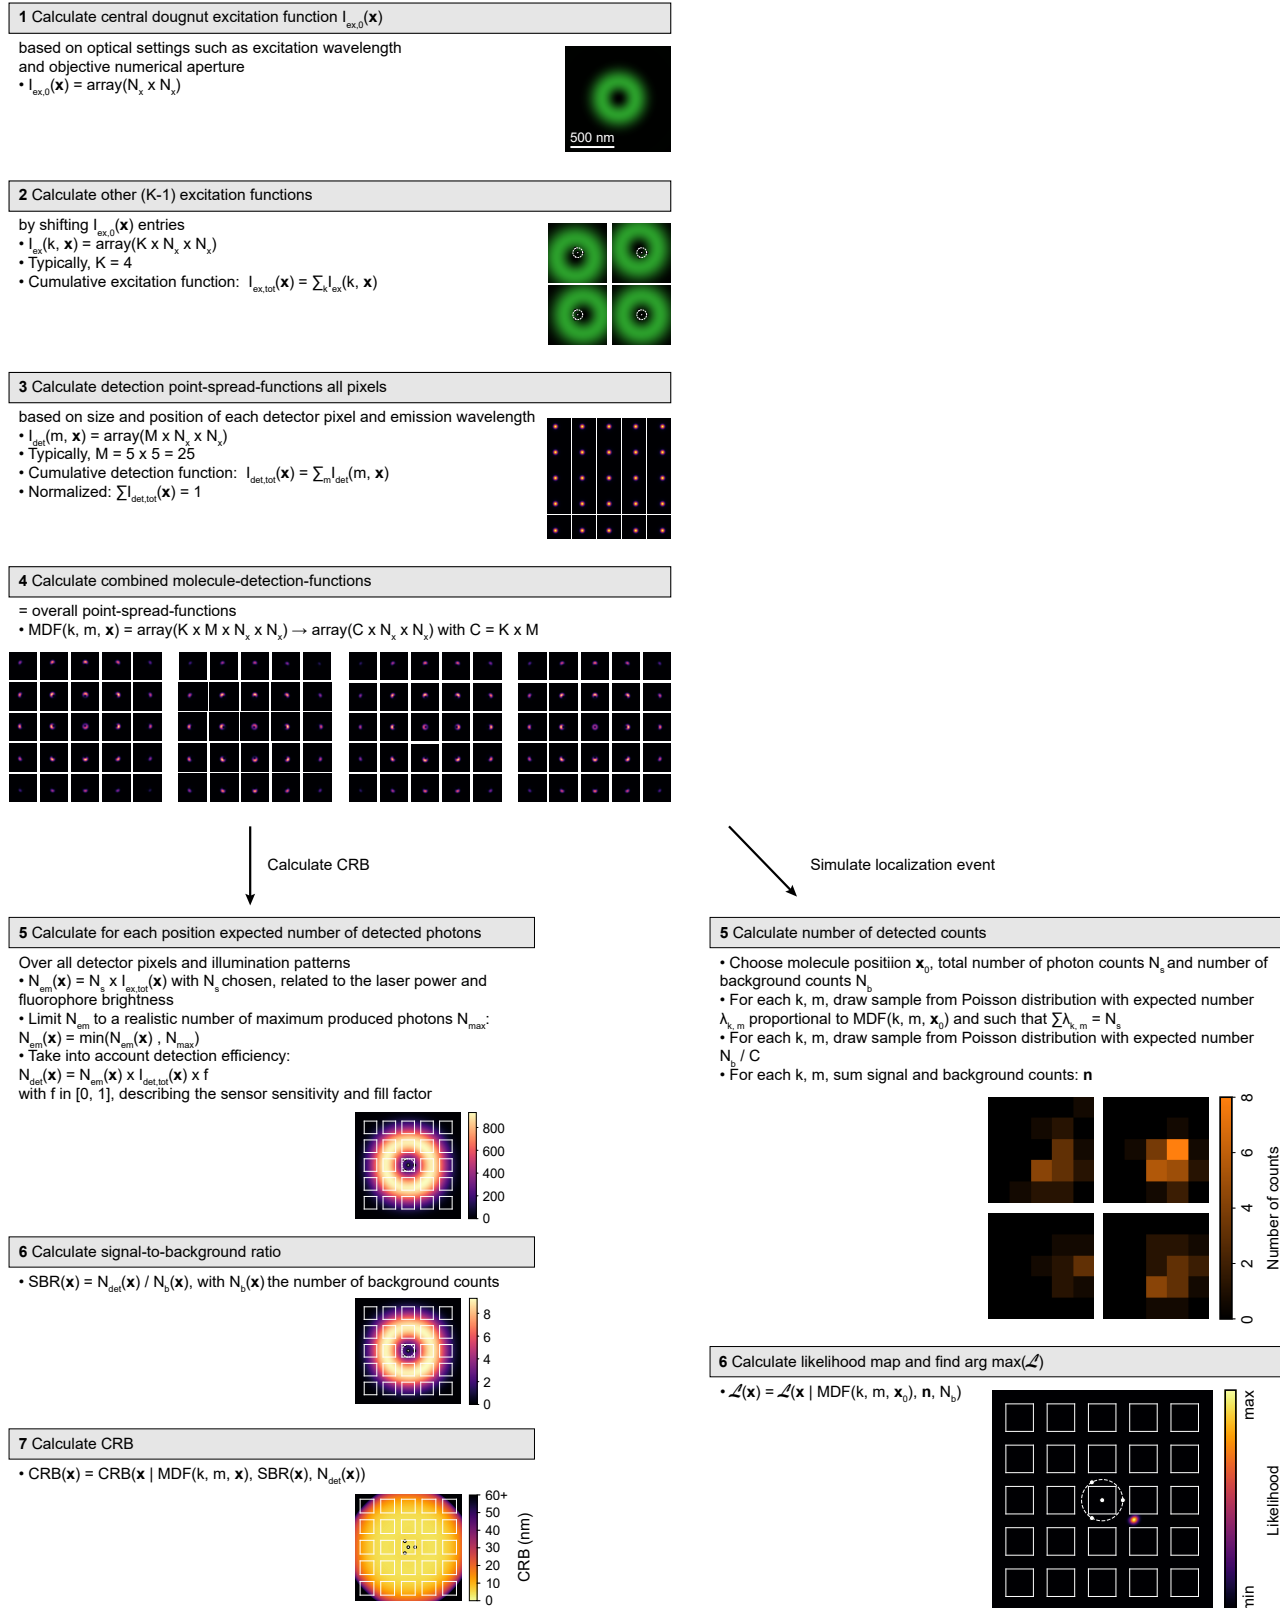 1 Calculate central dougnut excitation function I_ex,0(x)
based on optical settings such as excitation wavelength
and objective numerical aperture
• I_ex,0(x) = array(N_x x N_x)
500 nm
2 Calculate other (K-1) excitation functions
by shifting I_ex,0(x) entries
• I_ex(k, x) = array(K x N_x x N_x)
• Typically, K = 4
• Cumulative excitation function: I_ex,tot(x) = ∑_k I_ex(k, x)
3 Calculate detection point-spread-functions all pixels
based on size and position of each detector pixel and emission wavelength
• I_det(m, x) = array(M x N_x x N_x)
• Typically, M = 5 x 5 = 25
• Cumulative detection function: I_det,tot(x) = ∑_m I_det(m, x)
• Normalized: ∑I_det,tot(x) = 1
4 Calculate combined molecule-detection-functions
= overall point-spread-functions
• MDF(k, m, x) = array(K x M x N_x x N_x) → array(C x N_x x N_x) with C = K x M
Calculate CRB
Simulate localization event
5 Calculate for each position expected number of detected photons
Over all detector pixels and illumination patterns
• N_em(x) = N_s x I_ex,tot(x) with N_s chosen, related to the laser power and
fluorophore brightness
• Limit N_em to a realistic number of maximum produced photons N_max:
N_em(x) = min(N_em(x) , N_max)
• Take into account detection efficiency:
N_det(x) = N_em(x) x I_det,tot(x) x f
with f in [0, 1], describing the sensor sensitivity and fill factor
800
600
400
200
0
6 Calculate signal-to-background ratio
• SBR(x) = N_det(x) / N_b(x), with N_b(x) the number of background counts
8
6
4
2
0
7 Calculate CRB
• CRB(x) = CRB(x | MDF(k, m, x), SBR(x), N_det(x))
60+
50
40
30
20
10
0
CRB (nm)
5 Calculate number of detected counts
• Choose molecule positiion x_0, total number of photon counts N_s and number of
background counts N_b
• For each k, m, draw sample from Poisson distribution with expected number
λ_k, m proportional to MDF(k, m, x_0) and such that ∑λ_k, m = N_s
• For each k, m, draw sample from Poisson distribution with expected number
N_b / C
• For each k, m, sum signal and background counts: n
8
6
4
2
0
Number of counts
6 Calculate likelihood map and find arg max(ℒ)
• ℒ(x) = ℒ(x | MDF(k, m, x_0), n, N_b)
max
Likelihood
min